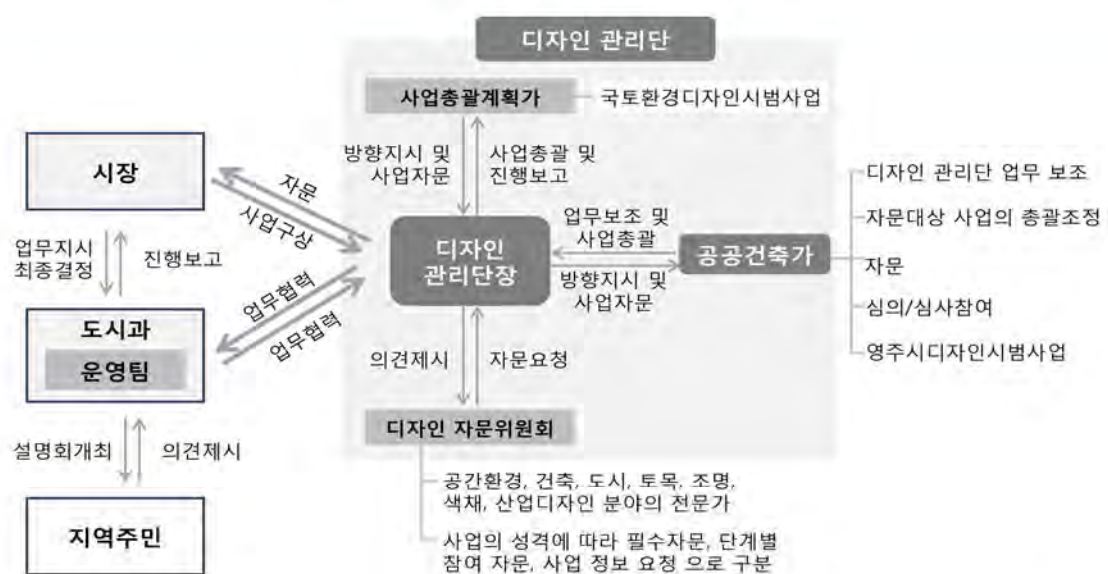 디자인 관리단
사업총괄계획가
국토환경디자인시범사업
시장
방향지시 및
사업자문
사업총괄 및
진행보고
자문
사업구상
업무지시
최종결정
진행보고
디자인
관리단장
업무보조 및
사업총괄
방향지시 및
사업자문
공공건축가
디자인 관리단 업무 보조
자문대상 사업의 총괄조정
자문
심의/심사참여
영주시디자인시범사업
도시과
운영팀
업무협력
업무협력
의견제시
자문요청
디자인 자문위원회
설명회개최
의견제시
지역주민
공간환경, 건축, 도시, 토목, 조명,
색채, 산업디자인 분야의 전문가
사업의 성격에 따라 필수자문, 단계별
참여 자문, 사업 정보 요청 으로 구분